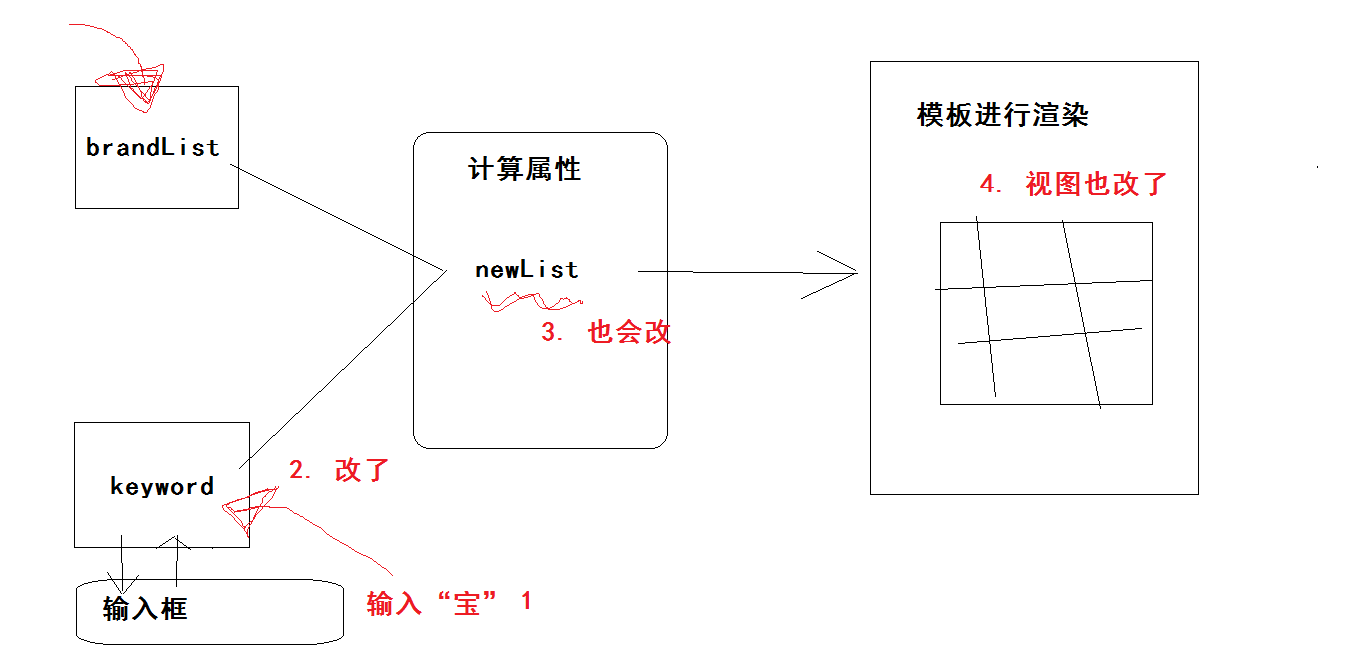 brandList
计算属性
newList
3. 也会改
模板进行渲染
4. 视图也改了
keyword
2. 改了
输入框
输入“宝” 1